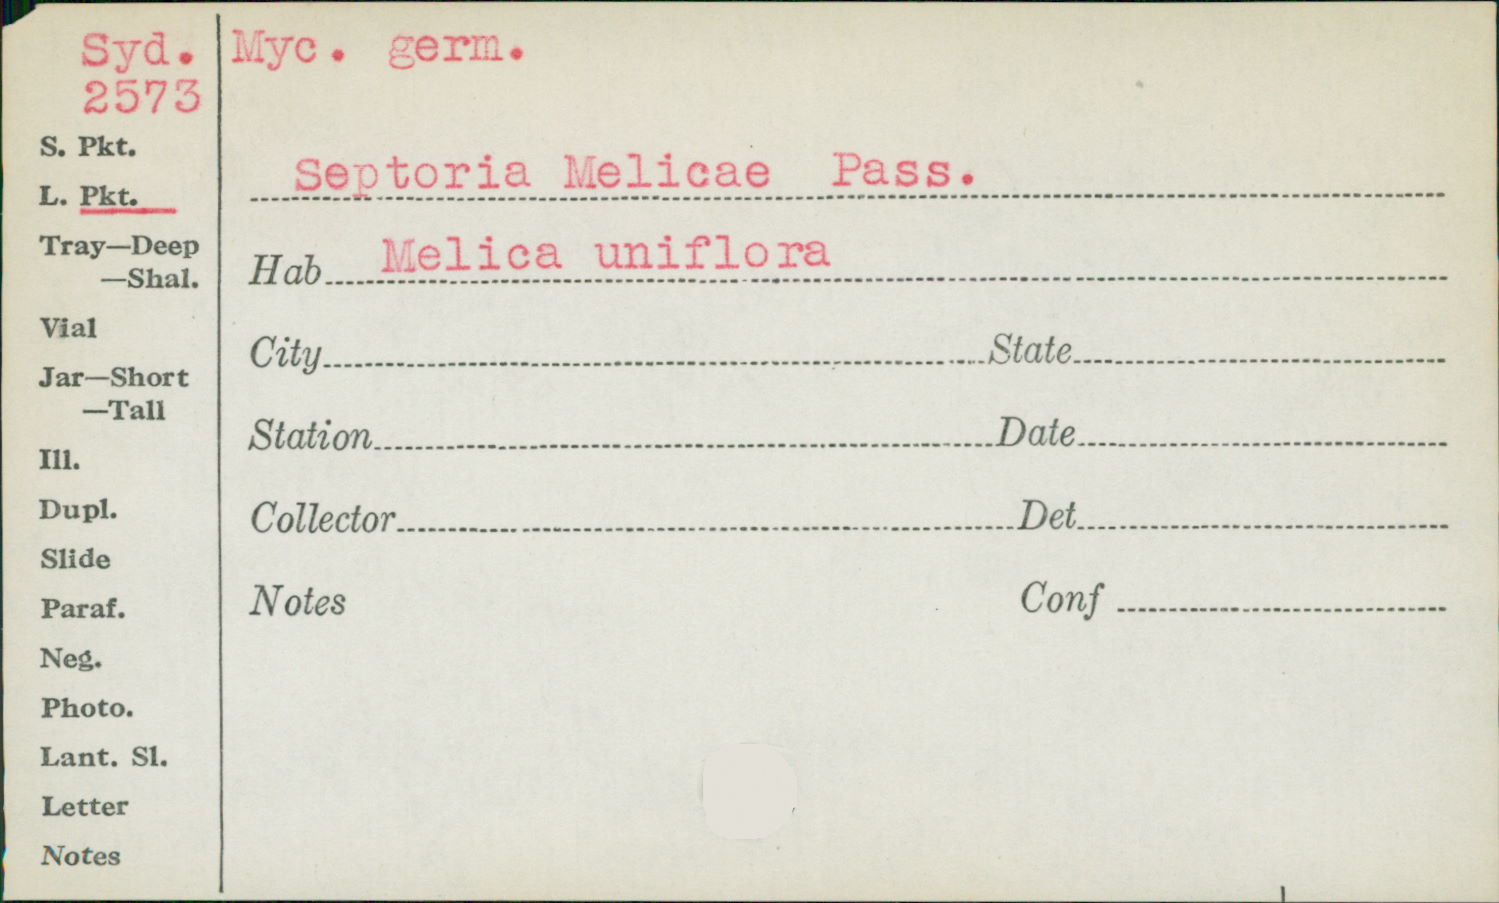 Syd. Myc. germ.
2573
S. Pkt.
L. Pkt.
Tray—Deep
—Shal.
Vial
Jar—Short
—Tall
Ill.
Dupl.
Slide
Paraf.
Neg.
Photo.
Lant. Sl.
Letter
Notes
Septoria Melicae Pass.
Hab Melica uniflora
City State
Station Date
Collector Det
Notes Conf